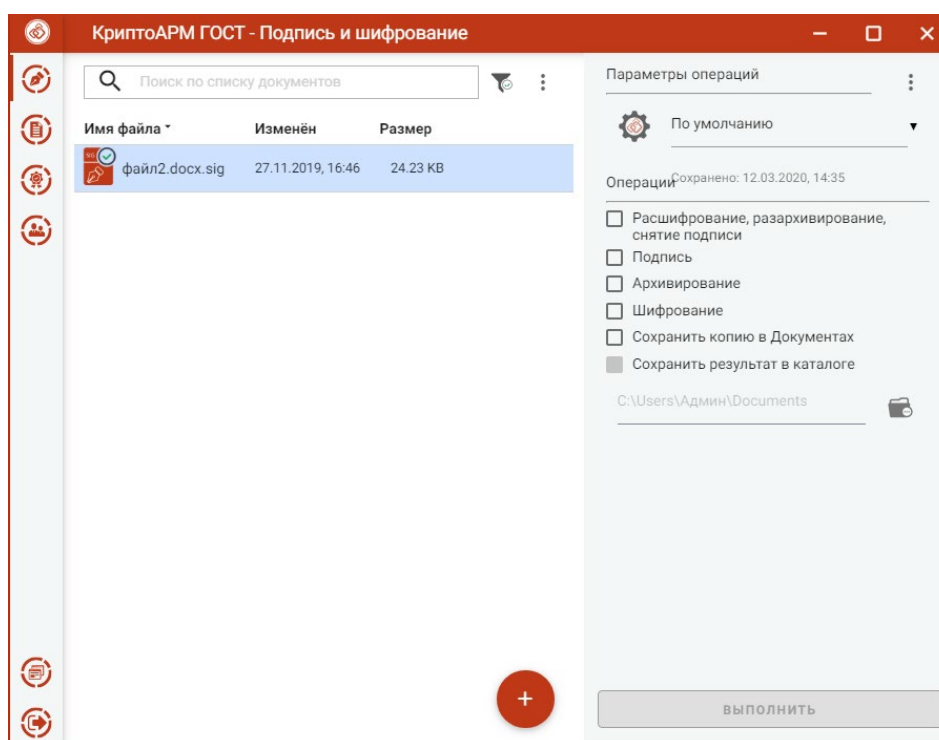 КриптоАРМ ГОСТ - Подпись и шифрование
Поиск по списку документов
Имя файла Изменён Размер
SIG файл2.docx.sig 27.11.2019, 16:46 24.23 KB
Параметры операций
По умолчанию
Сохранено: 12.03.2020, 14:35
Операции
Расшифрование, разархивирование,
снятие подписи
Подпись
Архивирование
Шифрование
Сохранить копию в Документах
Сохранить результат в каталоге
C:\Users\Админ\Documents
ВЫПОЛНИТЬ